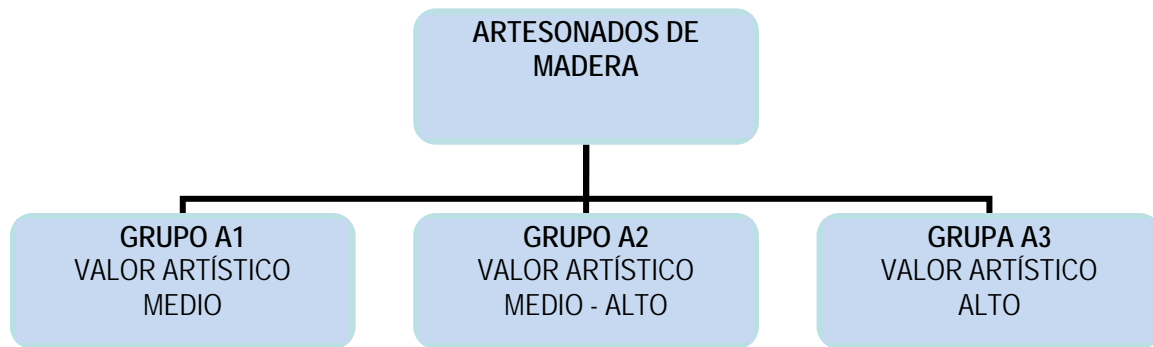 ARTESONADOS DE
MADERA
GRUPO A1
VALOR ARTÍSTICO
MEDIO
GRUPO A2
VALOR ARTÍSTICO
MEDIO - ALTO
GRUPA A3
VALOR ARTÍSTICO
ALTO